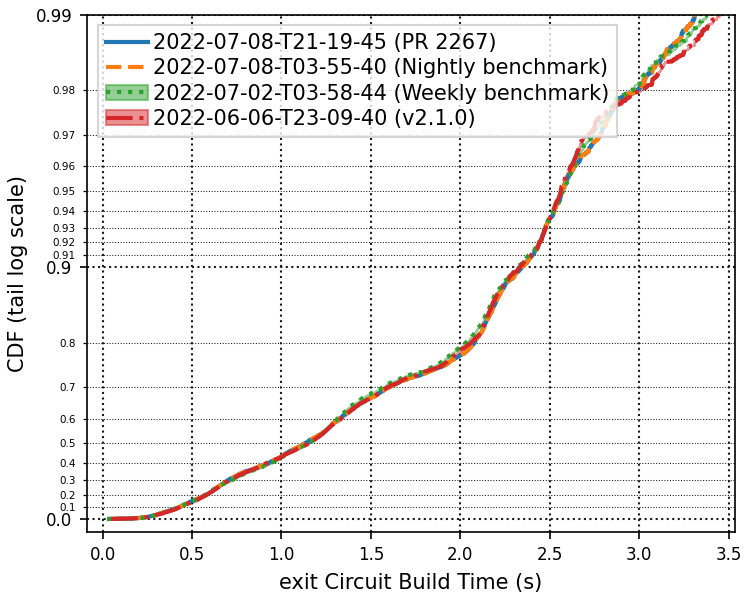 0.99
2022-07-08-T21-19-45 (PR 2267)
2022-07-08-T03-55-40 (Nightly benchmark)
2022-07-02-T03-58-44 (Weekly benchmark)
2022-06-06-T23-09-40 (v2.1.0)
0.98
0.97
0.96
0.95
0.94
0.93
0.92
0.91
0.9
0.8
0.7
0.6
0.5
0.4
0.3
0.2
0.1
0.0
CDF (tail log scale)
0.0 0.5 1.0 1.5 2.0 2.5 3.0 3.5
exit Circuit Build Time (s)